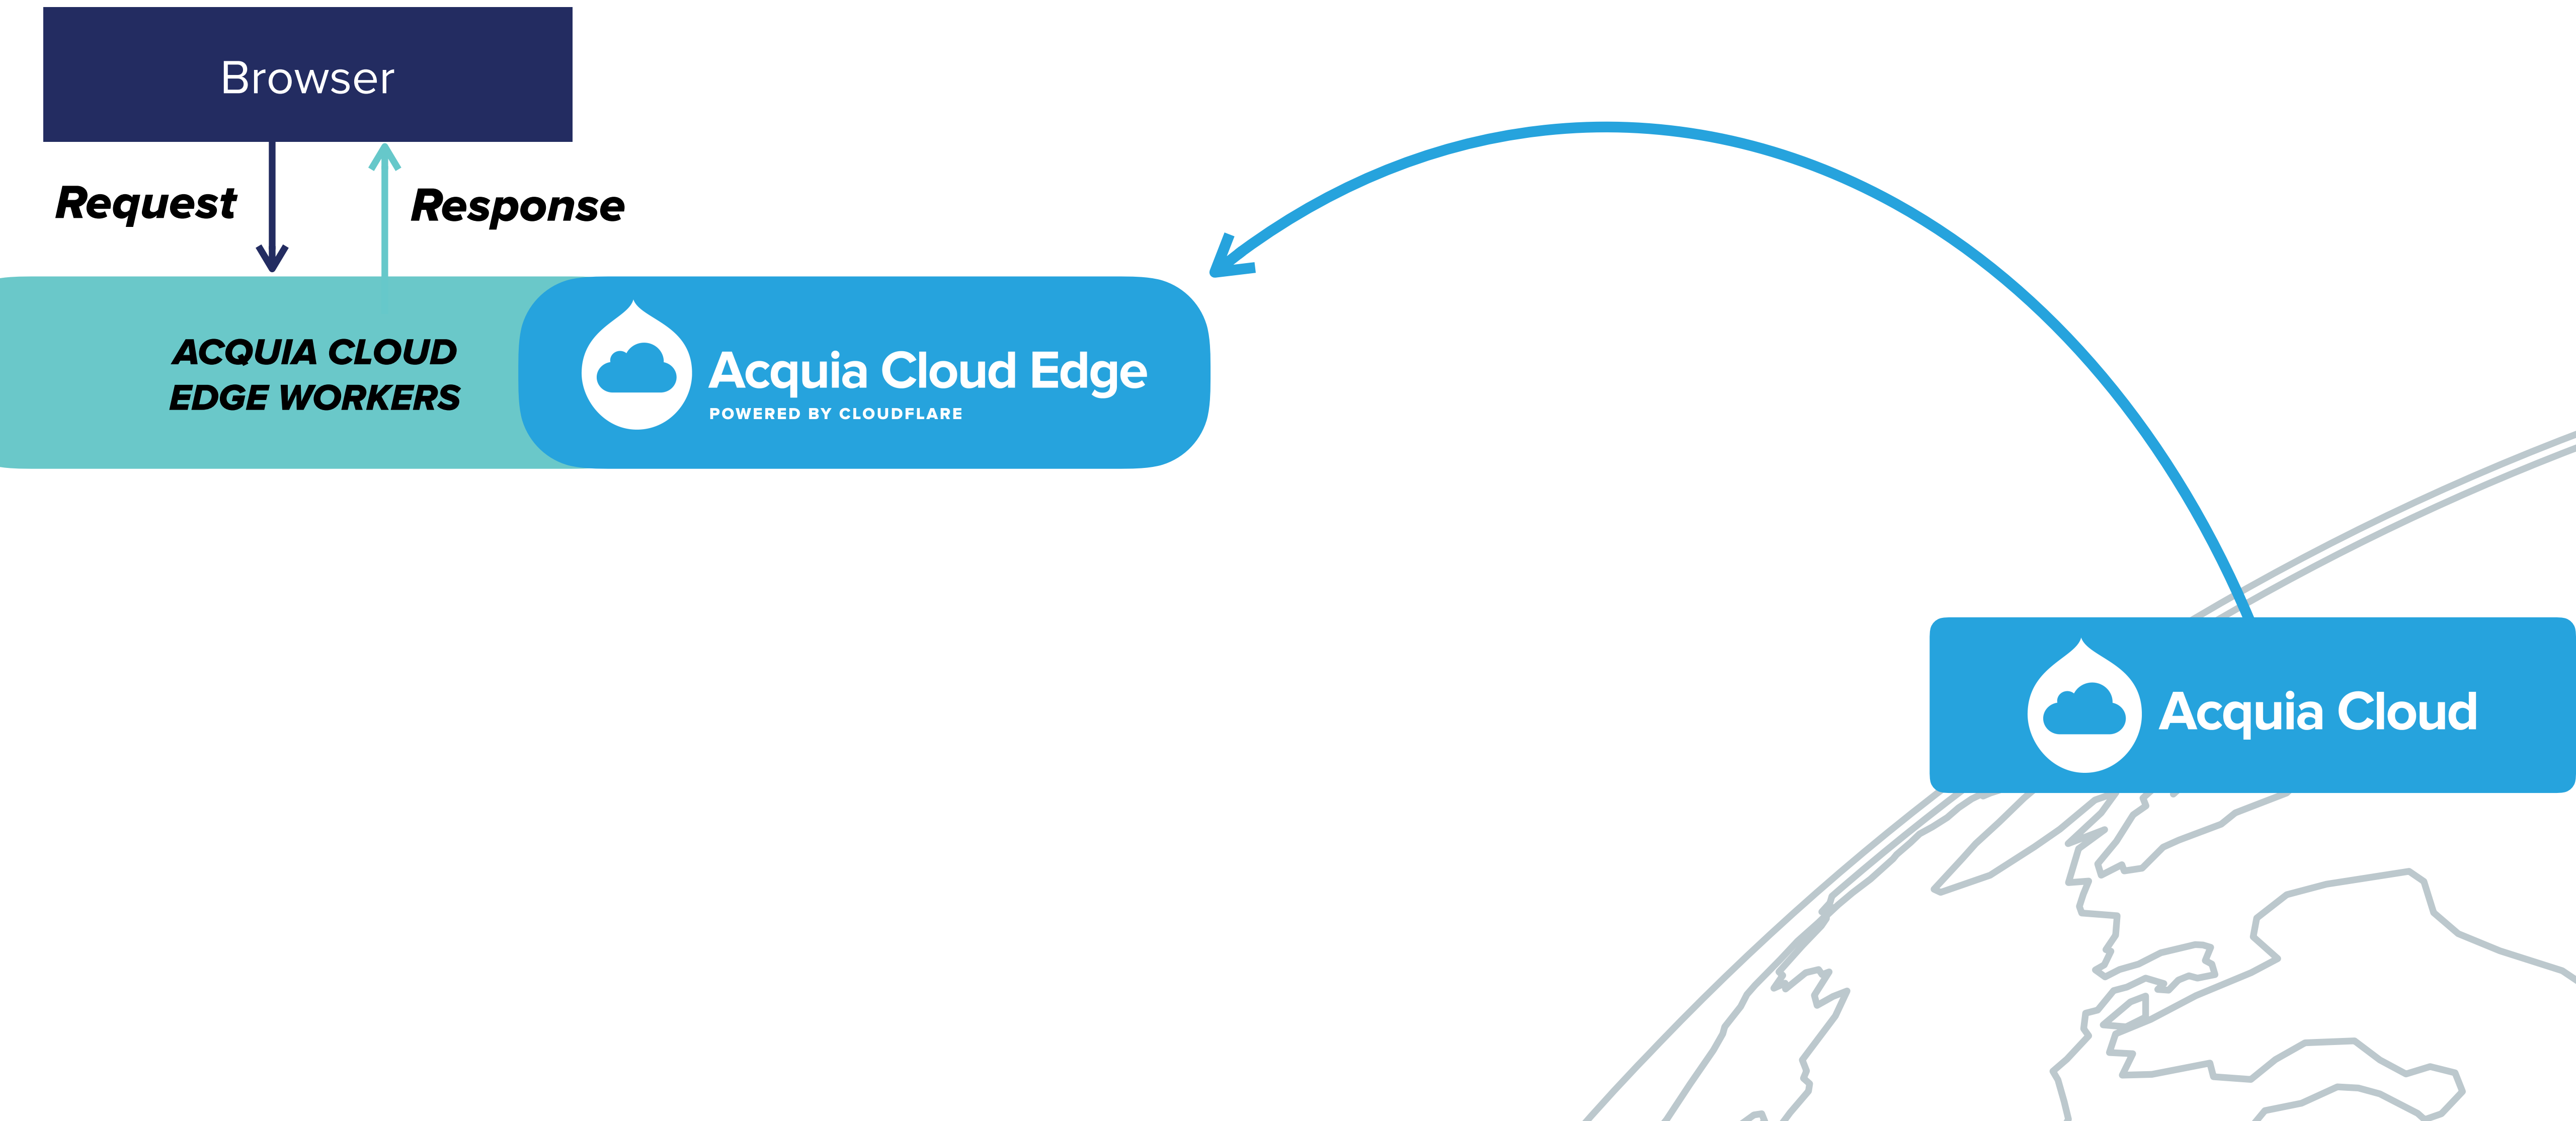 Browser
Request
Response
ACQUIA CLOUD
EDGE WORKERS
Acquia Cloud Edge
POWERED BY CLOUDFLARE
Acquia Cloud